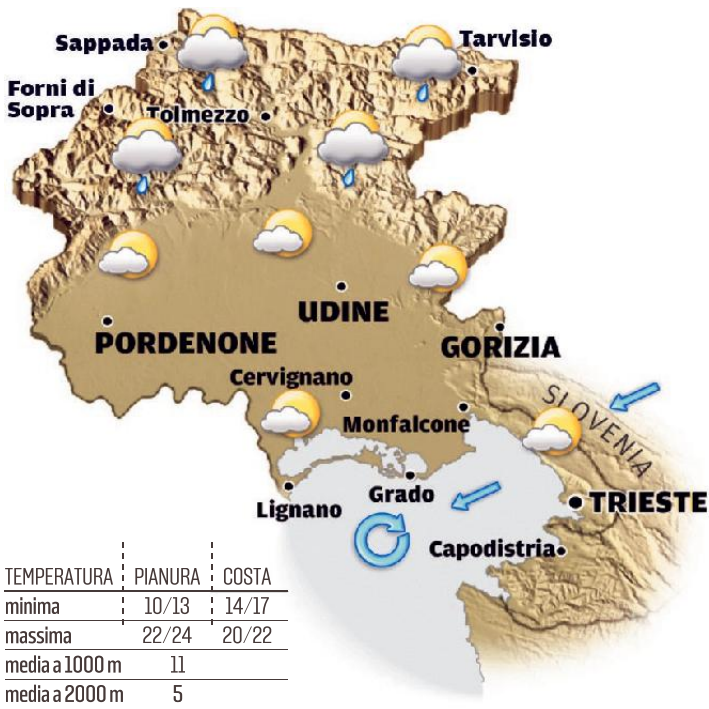 Sappada
Tarvisio
Forni di
Sopra
Tolmezzo
UDINE
PORDENONE
GORIZIA
Cervignano
SLOVENIA
Monfalcone
Grado
TRIESTE
Lignano
Capodistria
TEMPERATURA PIANURA COSTA
minima 10/13 14/17
massima 22/24 20/22
media a 1000 m 11
media a 2000 m 5